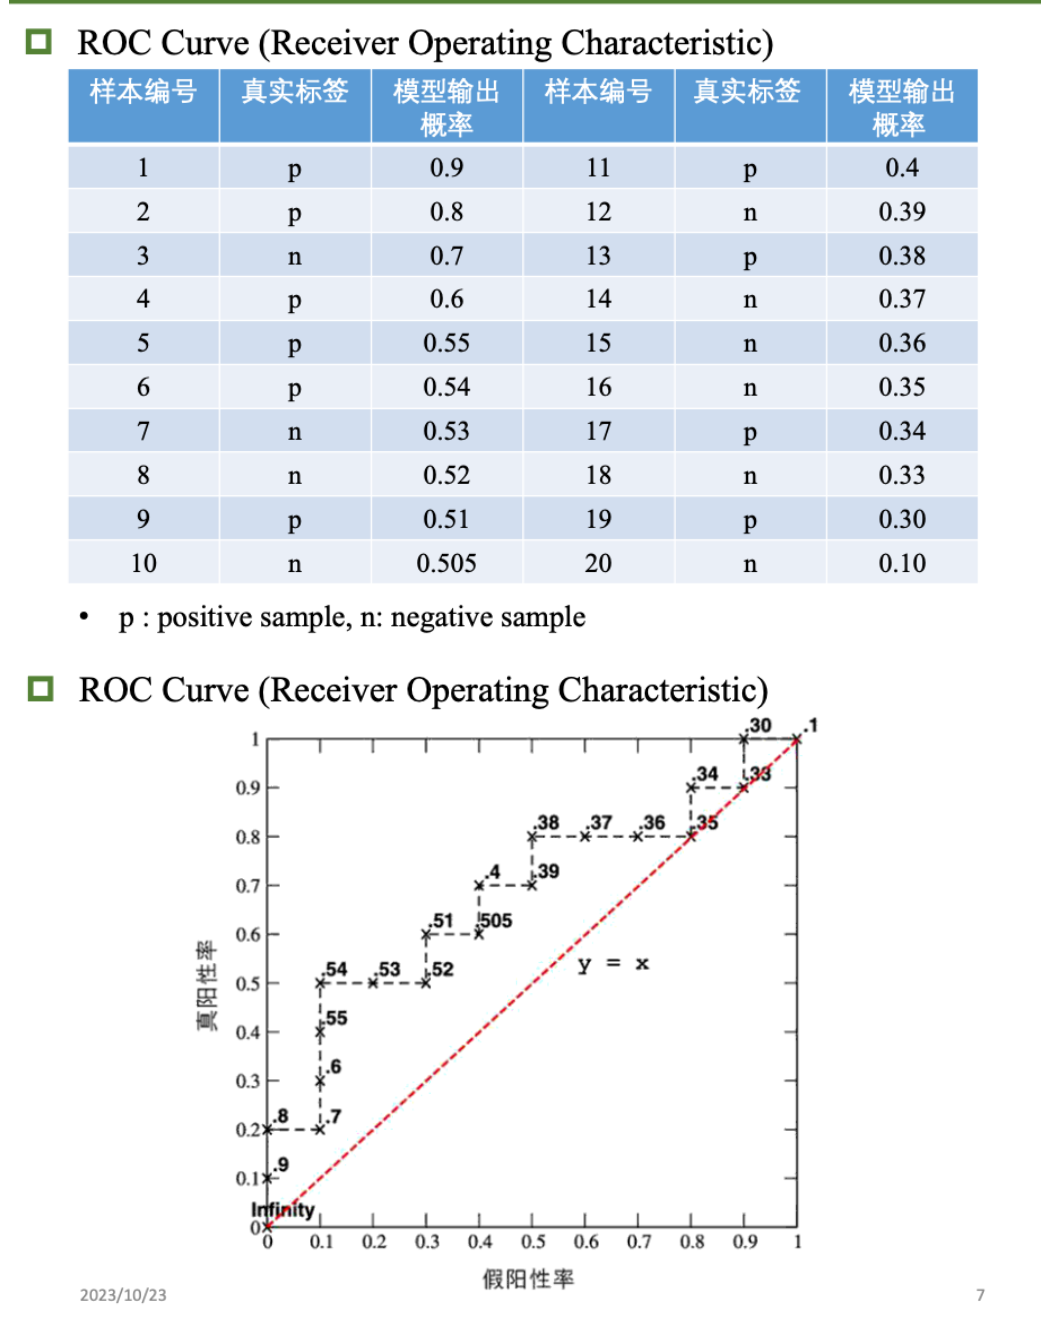 ROC Curve (Receiver Operating Characteristic)
样本编号 真实标签 模型输出概率 样本编号 真实标签 模型输出概率
1 p 0.9 11 p 0.4
2 p 0.8 12 n 0.39
3 n 0.7 13 p 0.38
4 p 0.6 14 n 0.37
5 p 0.55 15 n 0.36
6 p 0.54 16 n 0.35
7 n 0.53 17 p 0.34
8 n 0.52 18 n 0.33
9 p 0.51 19 p 0.30
10 n 0.505 20 n 0.10
• p : positive sample, n: negative sample
ROC Curve (Receiver Operating Characteristic)
.30 .1
1
.34 .33
0.9
.38 .37 .36 .35
0.8
.4 .39
0.7
.51 .505
0.6
.54 .53 .52
y = x
0.5
真阳性率
.55
0.4
.6
0.3
.8 .7
0.2
.9
0.1
Infinity
0
0 0.1 0.2 0.3 0.4 0.5 0.6 0.7 0.8 0.9 1
假阳性率
2023/10/23 7